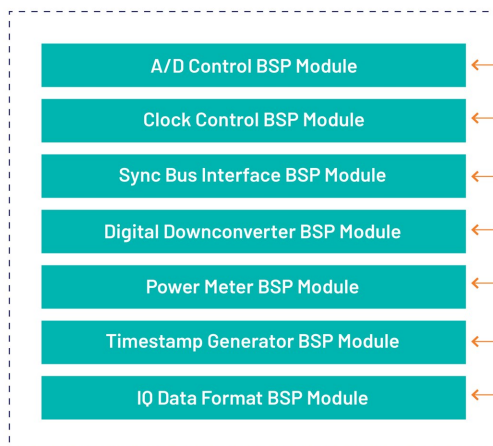 A/D Control BSP Module
Clock Control BSP Module
Sync Bus Interface BSP Module
Digital Downconverter BSP Module
Power Meter BSP Module
Timestamp Generator BSP Module
IQ Data Format BSP Module